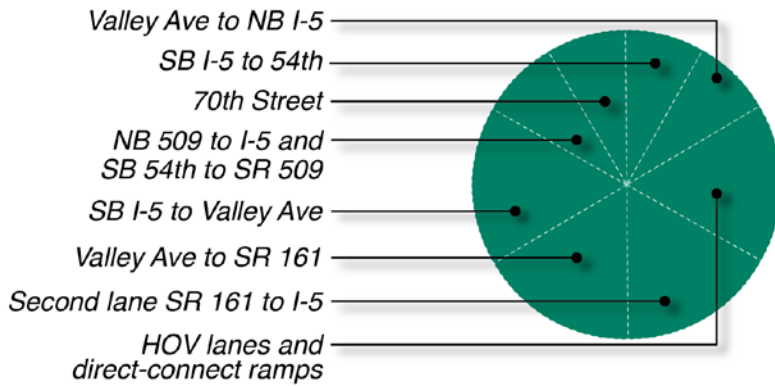 Valley Ave to NB I-5
SB I-5 to 54th
70th Street
NB 509 to I-5 and
SB 54th to SR 509
SB I-5 to Valley Ave
Valley Ave to SR 161
Second lane SR 161 to I-5
HOV lanes and
direct-connect ramps